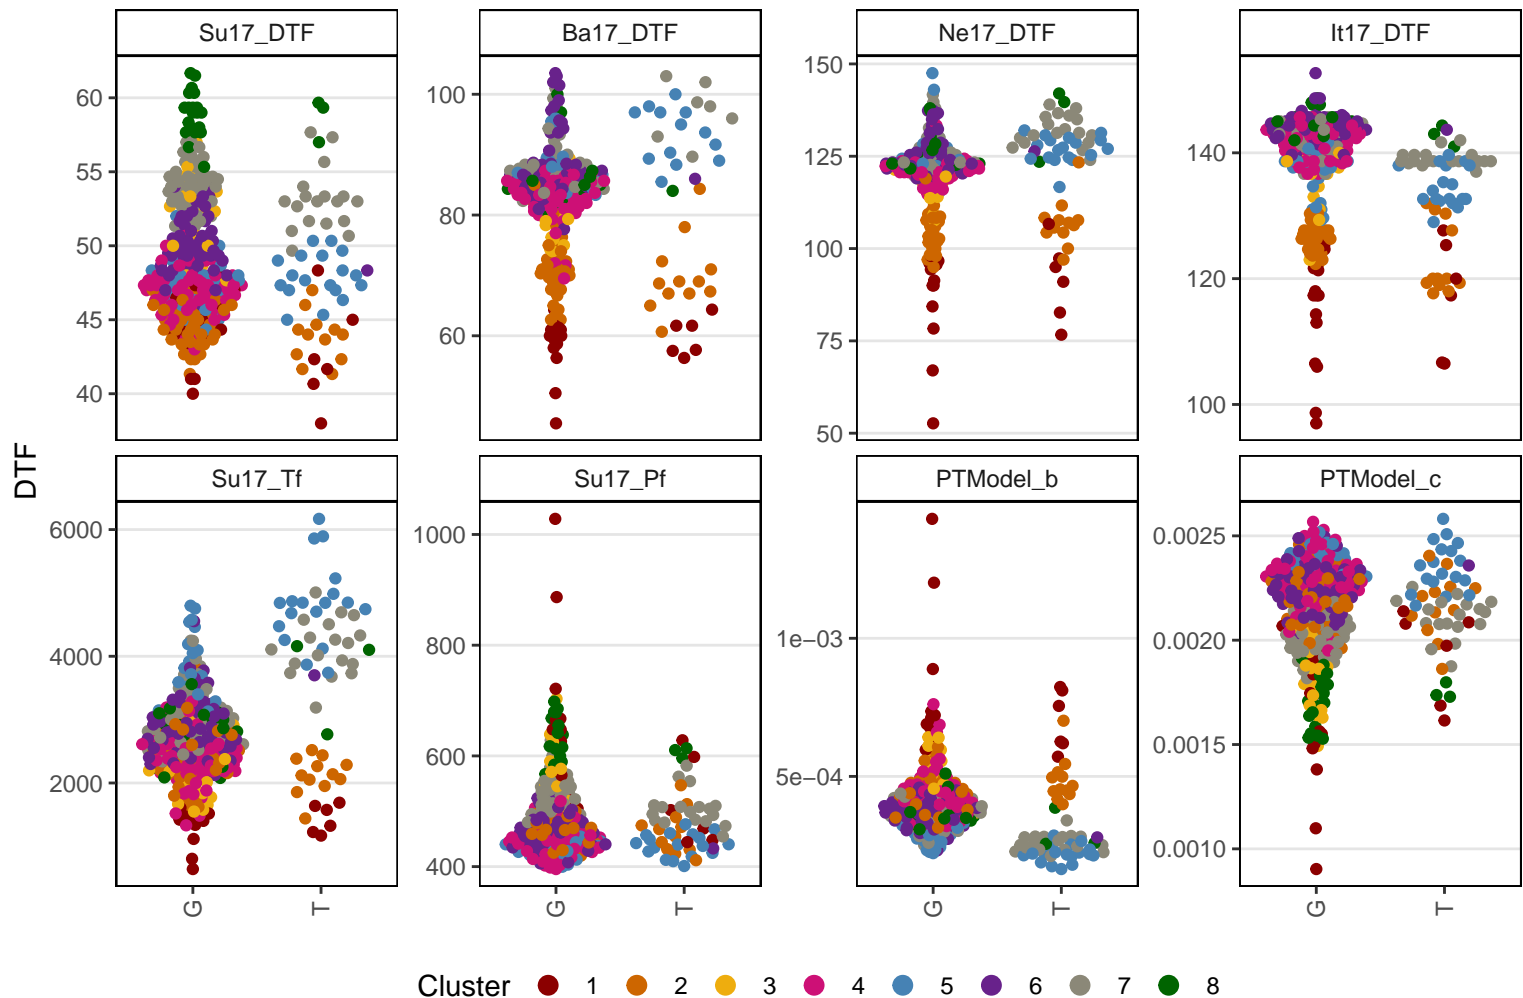 Su17_DTF
Ba17_DTF
Ne17_DTF
It17_DTF
60
55
50
45
40
100
80
60
150
125
100
75
50
140
120
100
DTF
Su17_Tf
Su17_Pf
PTModel_b
PTModel_c
6000
4000
2000
1000
800
600
400
1e−03
5e−04
0.0025
0.0020
0.0015
0.0010
G
T
G
T
G
T
G
T
Cluster 1 2 3 4 5 6 7 8